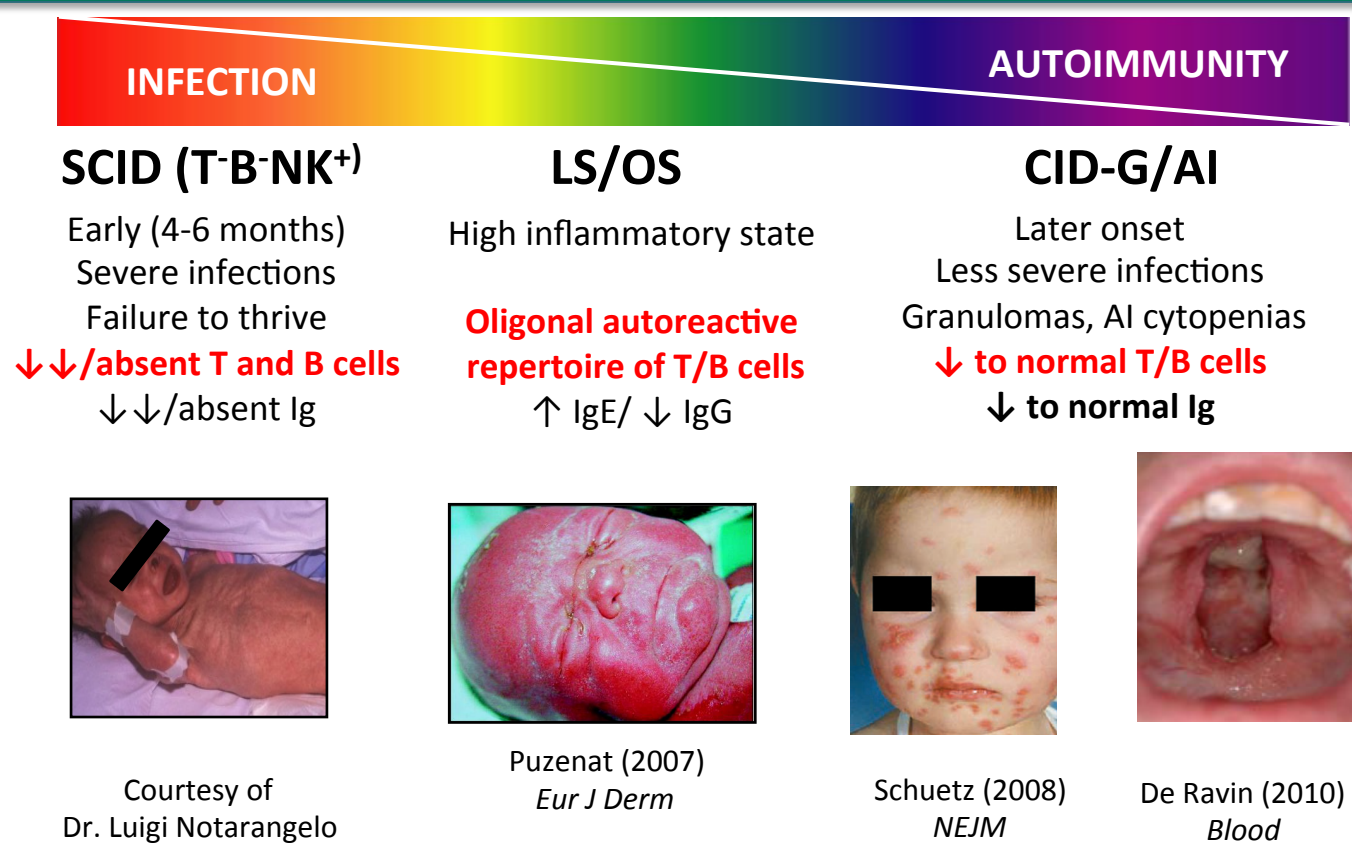 INFECTION
AUTOIMMUNITY
SCID (T⁻B⁻NK⁺⁾
Early (4-6 months)
Severe infections
Failure to thrive
↓↓/absent T and B cells
↓↓/absent Ig
Courtesy of
Dr. Luigi Notarangelo
LS/OS
High inflammatory state
Oligonal autoreactive
repertoire of T/B cells
↑ IgE/ ↓ IgG
Puzenat (2007)
Eur J Derm
CID-G/AI
Later onset
Less severe infections
Granulomas, AI cytopenias
↓ to normal T/B cells
↓ to normal Ig
Schuetz (2008)
NEJM
De Ravin (2010)
Blood